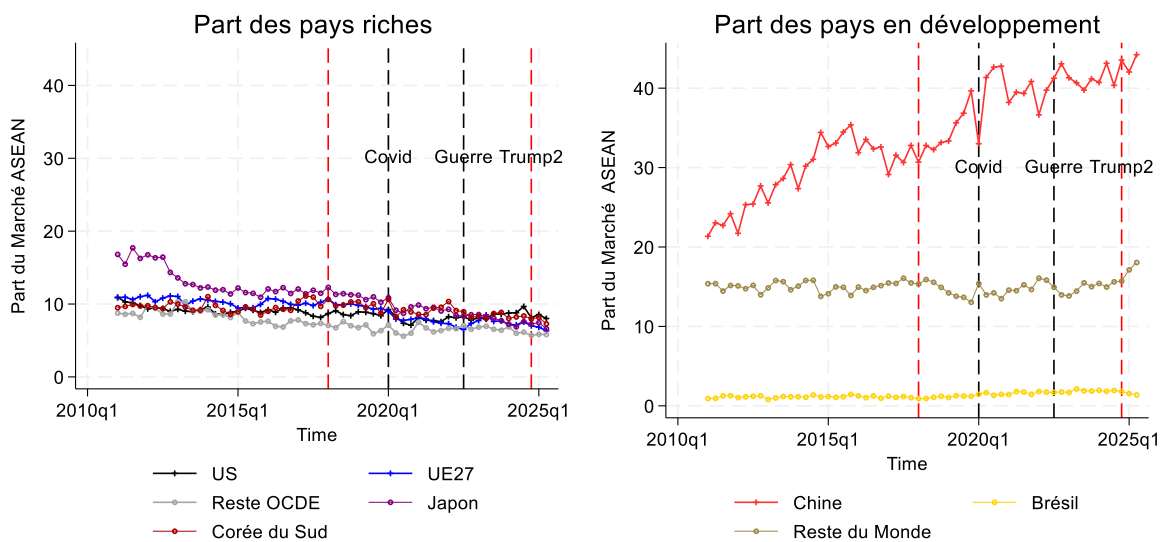 Part des pays riches
Part du Marché ASEAN
40
30
20
10
0
Covid
Guerre
Trump2
2010q1
2015q1
2020q1
2025q1
Time
US
UE27
Reste OCDE
Japon
Corée du Sud
Part des pays en développement
Part du Marché  ASEAN
40
30
20
10
0
Covid
Guerre
Trump2
2010q1
2015q1
2020q1
2025q1
Time
Chine
Brésil
Reste du Monde